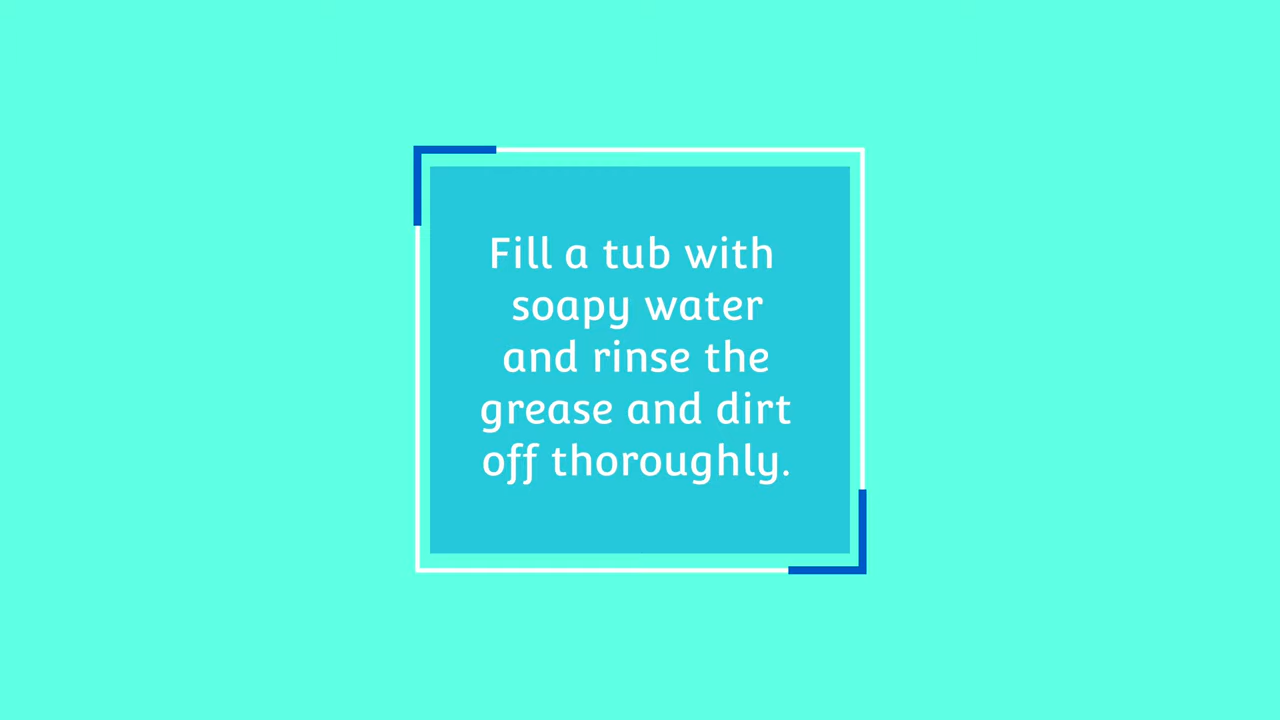 Fill a tub with
soapy water
and rinse the
grease and dirt
off thoroughly.